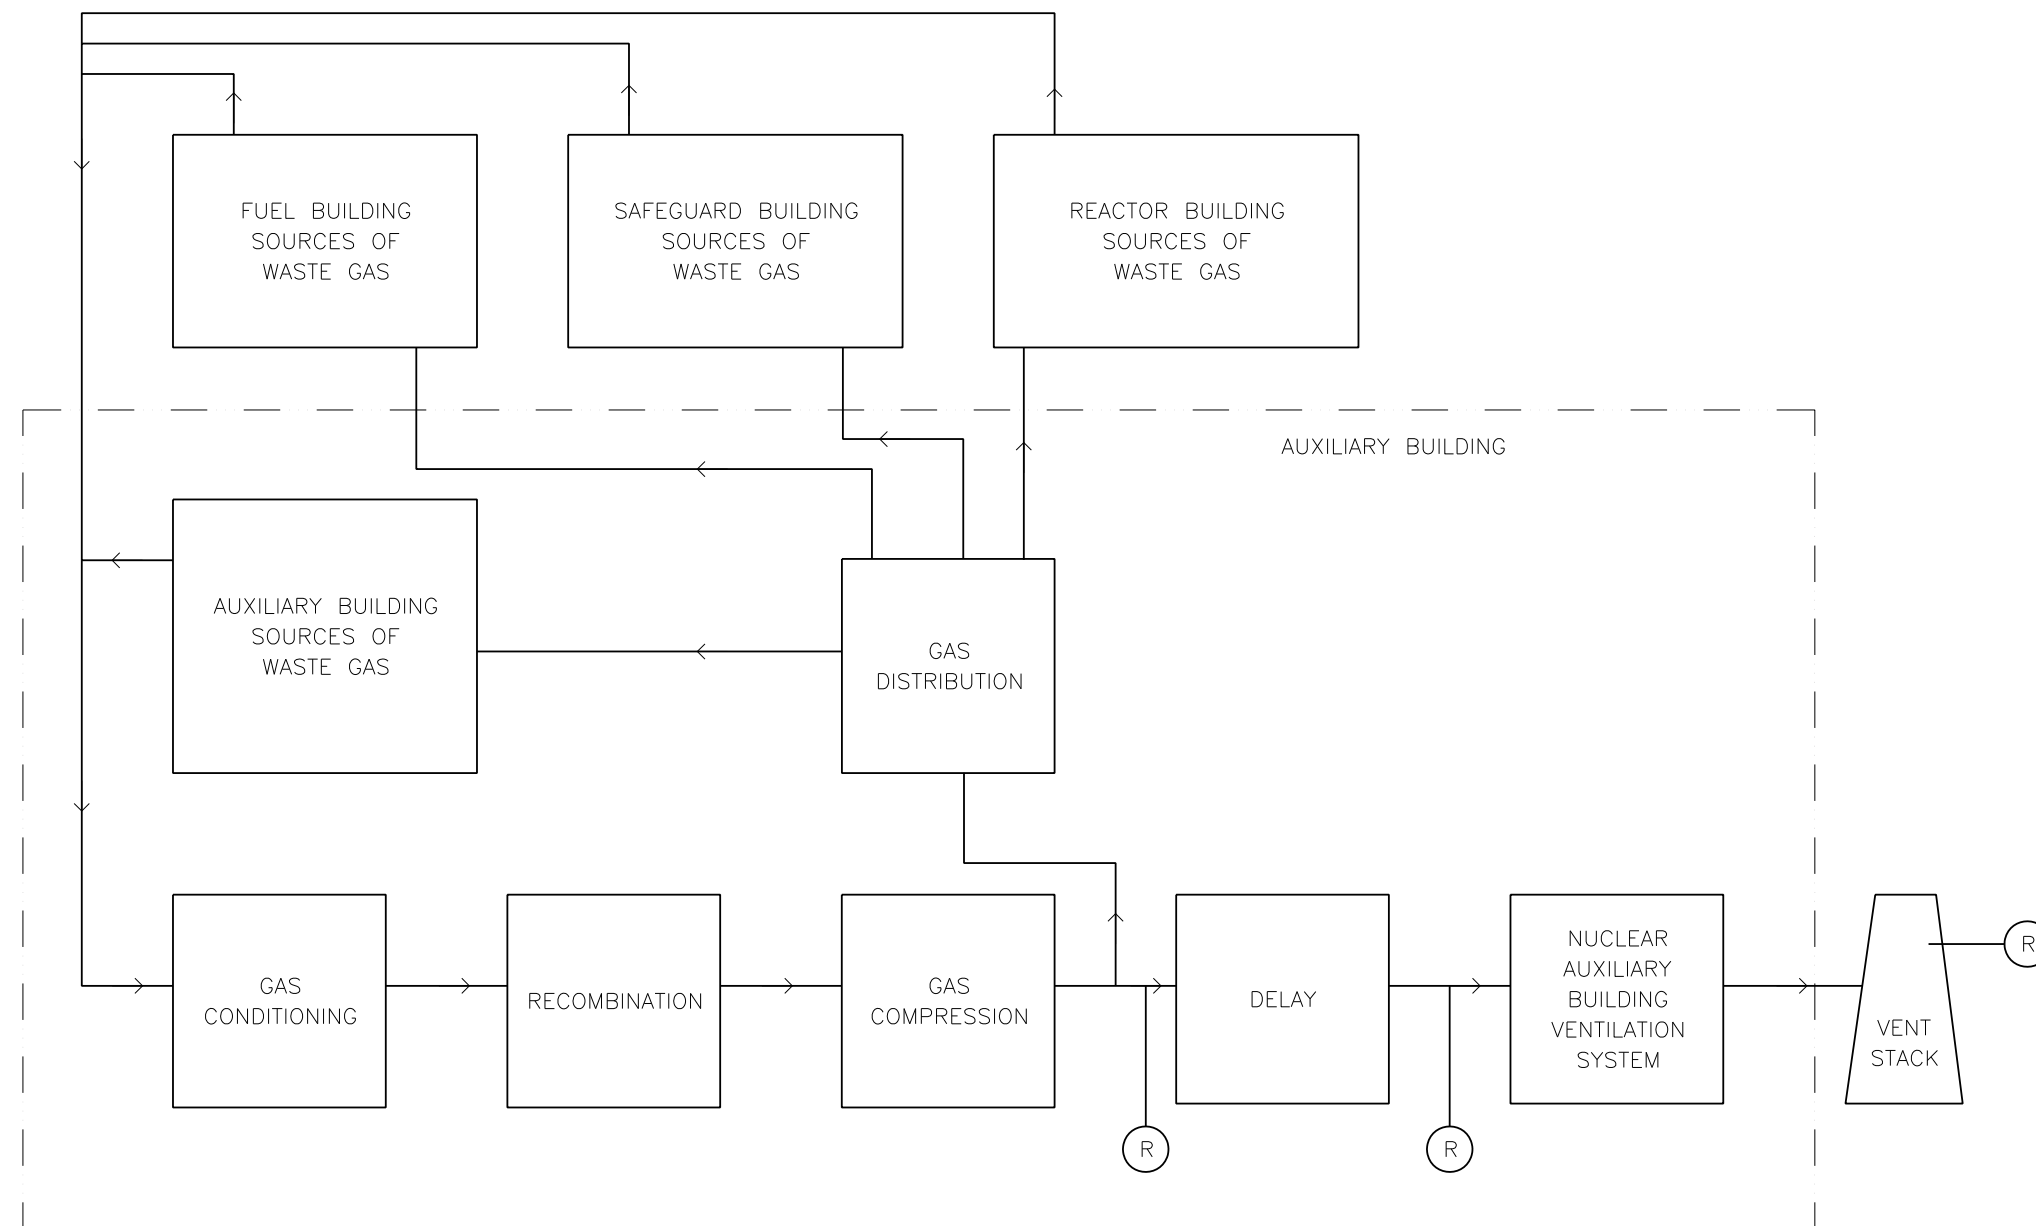 FUEL BUILDING
SOURCES OF
WASTE GAS
SAFEGUARD BUILDING
SOURCES OF
WASTE GAS
REACTOR BUILDING
SOURCES OF
WASTE GAS
AUXILIARY BUILDING
AUXILIARY BUILDING
SOURCES OF
WASTE GAS
GAS
DISTRIBUTION
GAS
CONDITIONING
RECOMBINATION
GAS
COMPRESSION
DELAY
NUCLEAR
AUXILIARY
BUILDING
VENTILATION
SYSTEM
VENT
STACK
R
R
R